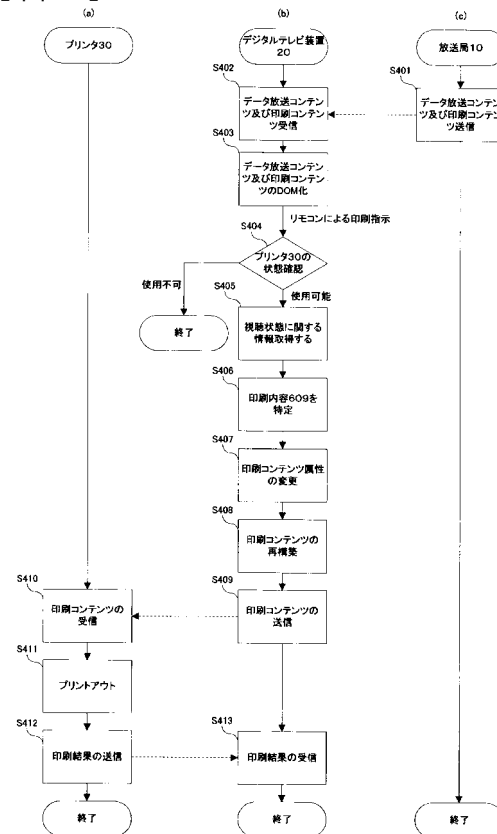 (a)
(b)
(c)
プリンタ30
デジタルテレビ装置
20
放送局10
S402
データ放送コンテ
ンツ及び印刷コンテ
ンツ受信
S401
データ放送コンテン
ツ及び印刷コンテン
ツ送信
S403
データ放送コンテン
ツ及び印刷コンテン
ツのDOM化
リモコンによる印刷指示
S404
プリンタ30の
状態確認
使用不可
終了
使用可能
S405
視聴状態に関する
情報取得する
S406
印刷内容609を
特定
S407
印刷コンテンツ属性
の変更
S408
印刷コンテンツの
再構築
S410
印刷コンテンツの
受信
S409
印刷コンテンツの
送信
S411
プリントアウト
S412
印刷結果の送信
S413
印刷結果の受信
終了
終了
終了